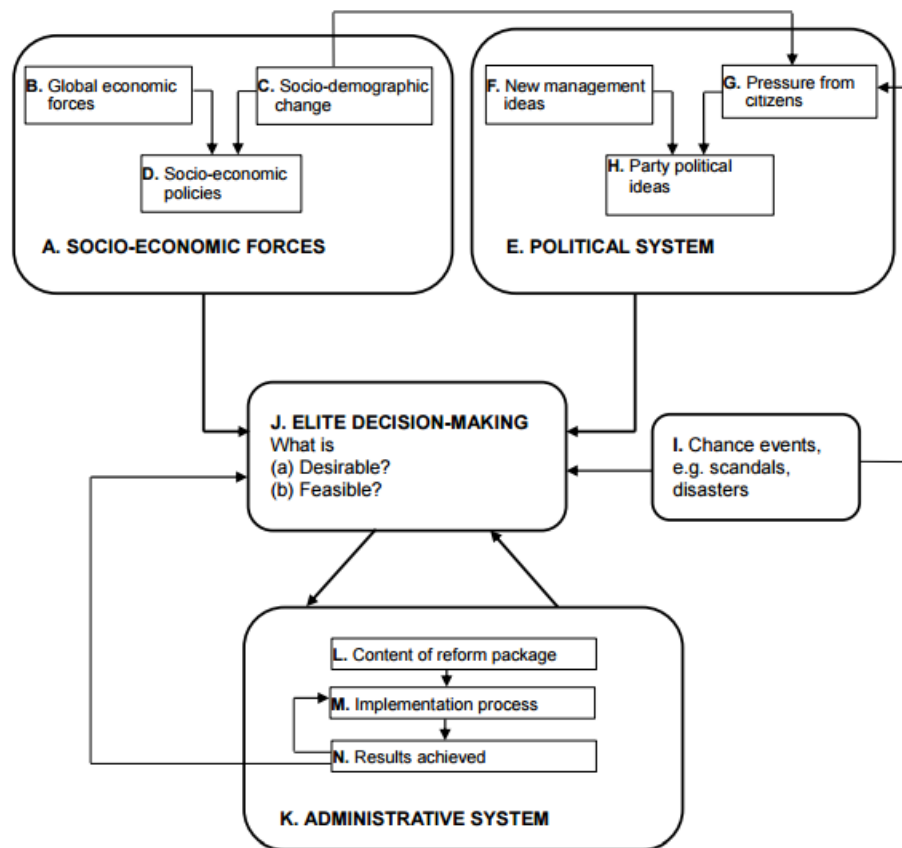 B. Global economic
forces
C. Socio-demographic
change
D. Socio-economic
policies
A. SOCIO-ECONOMIC FORCES
F. New management
ideas
G. Pressure from
citizens
H. Party political
ideas
E. POLITICAL SYSTEM
J. ELITE DECISION-MAKING
What is
(a) Desirable?
(b) Feasible?
I. Chance events,
e.g. scandals,
disasters
L. Content of reform package
M. Implementation process
N. Results achieved
K. ADMINISTRATIVE SYSTEM